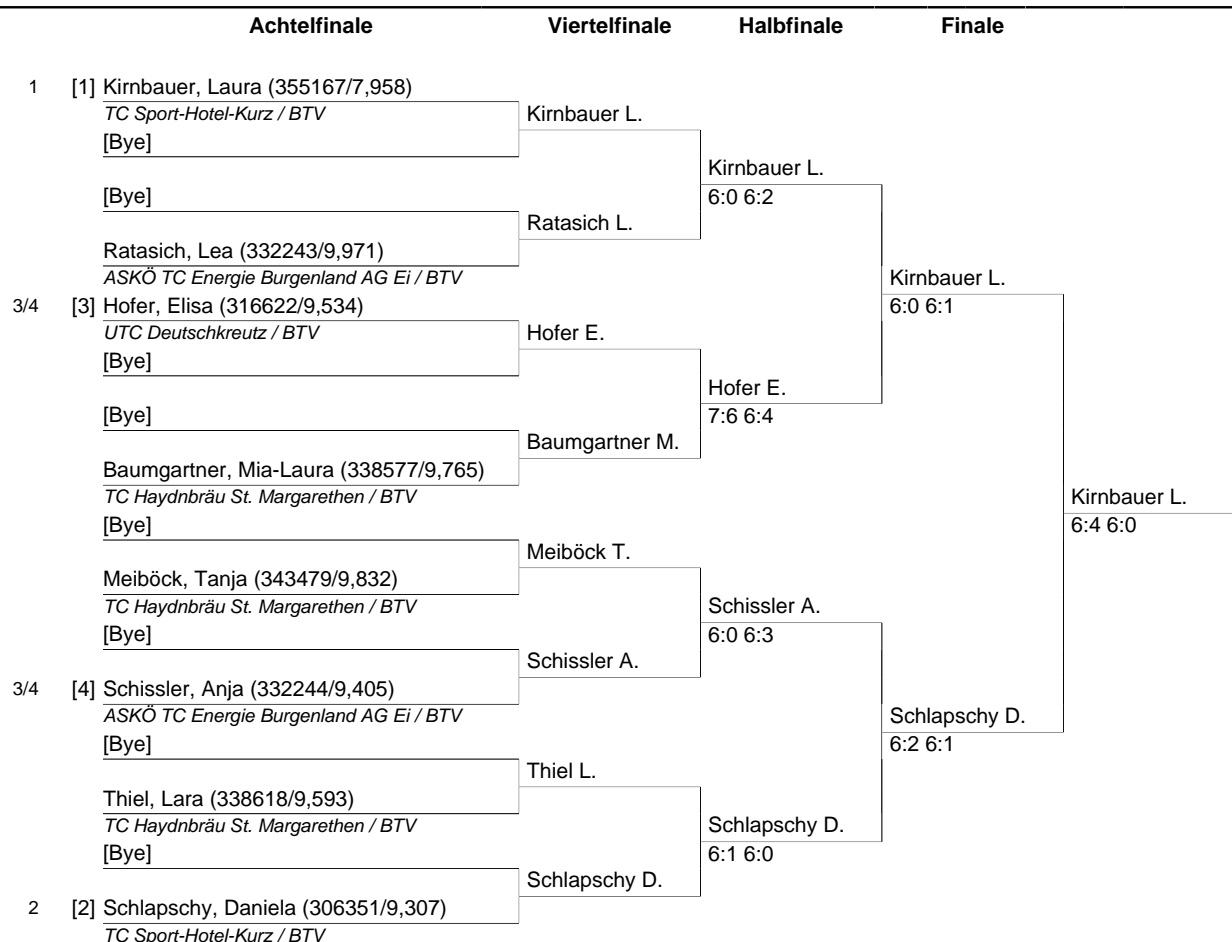 Achtelfinale Viertelfinale Halbfinale Finale
1 [1] Kirnbauer, Laura (355167/7,958)
TC Sport-Hotel-Kurz / BTV Kirnbauer L.
[Bye]
Kirnbauer L.
[Bye] 6:0 6:2
Ratasich L.
Ratasich, Lea (332243/9,971)
ASKÖ TC Energie Burgenland AG Ei / BTV Kirnbauer L.
3/4 [3] Hofer, Elisa (316622/9,534) 6:0 6:1
UTC Deutschkreutz / BTV Hofer E.
[Bye]
Hofer E.
[Bye] 7:6 6:4
Baumgartner M.
Baumgartner, Mia-Laura (338577/9,765)
TC Haydnbräu St. Margarethen / BTV Kirnbauer L.
[Bye] 6:4 6:0
Meiböck T.
Meiböck, Tanja (343479/9,832)
TC Haydnbräu St. Margarethen / BTV Schissler A.
[Bye] 6:0 6:3
Schissler A.
3/4 [4] Schissler, Anja (332244/9,405)
ASKÖ TC Energie Burgenland AG Ei / BTV Schlapschy D.
[Bye] 6:2 6:1
Thiel L.
Thiel, Lara (338618/9,593)
TC Haydnbräu St. Margarethen / BTV Schlapschy D.
[Bye] 6:1 6:0
Schlapschy D.
2 [2] Schlapschy, Daniela (306351/9,307)
TC Sport-Hotel-Kurz / BTV